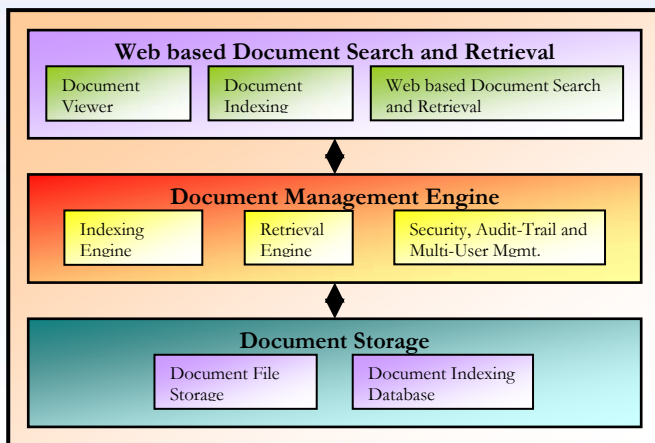 Web based Document Search and Retrieval
Document
Viewer
Document
Indexing
Web based Document Search
and Retrieval
Document Management Engine
Indexing
Engine
Retrieval
Engine
Security, Audit-Trail and
Multi-User Mgmt.
Document Storage
Document File
Storage
Document Indexing
Database